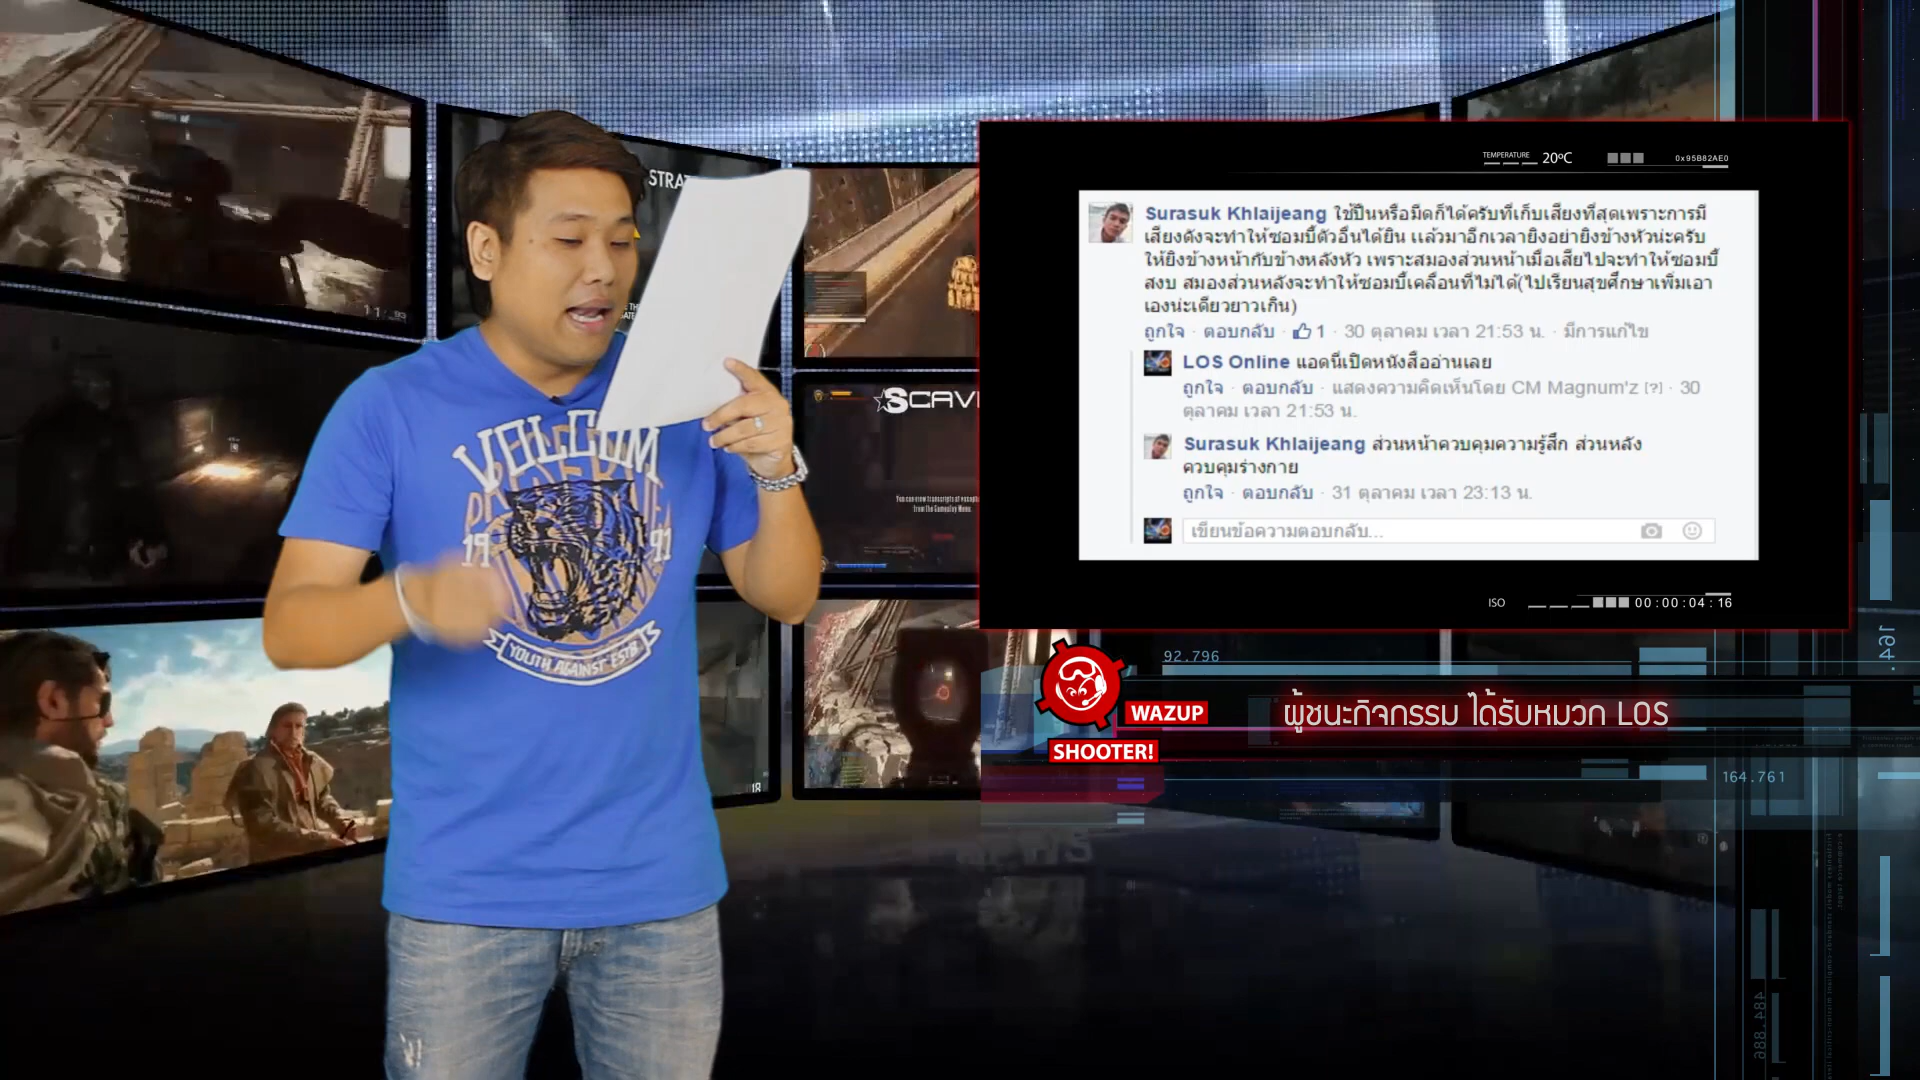 STRA
SCAV
You can view transcripts of
from the Gameplay Menu
VOLCOM
19 91
YOUTH AGAINST ESTB
TEMPERATURE 20ºC 0x95B82AE0
Surasuk Khlaijeang ใช้ปืนหรือมีดก็ได้ครับที่เก็บเสียงที่สุดเพราะการมี
เสียงดังจะทำให้ซอมบี้ตัวอื่นได้ยิน แล้วมาอีกเวลายิงอย่ายิงข้างหัวน่ะครับ
ให้ยิงข้างหน้ากับข้างหลังหัว เพราะสมองส่วนหน้าเมื่อเสียไปจะทำให้ซอมบี้
สงบ สมองส่วนหลังจะทำให้ซอมบี้เคลื่อนที่ไม่ได้(ไปเรียนสุขศึกษาเพิ่มเอา
เองน่ะเดียวยาวเกิน)
ถูกใจ · ตอบกลับ · 1 · 30 ตุลาคม เวลา 21:53 น. · มีการแก้ไข
LOS Online แอดนี่เปิดหนังสืออ่านเลย
ถูกใจ · ตอบกลับ · แสดงความคิดเห็นโดย CM Magnum'z [?] · 30
ตุลาคม เวลา 21:53 น.
Surasuk Khlaijeang ส่วนหน้าควบคุมความรู้สึก ส่วนหลัง
ควบคุมร่างกาย
ถูกใจ · ตอบกลับ · 31 ตุลาคม เวลา 23:13 น.
เขียนข้อความตอบกลับ...
ISO 00:00:04:16
92.796
164.
WAZUP
SHOOTER!
ผู้ชนะกิจกรรม ได้รับหมวก LOS
164.761
484.886